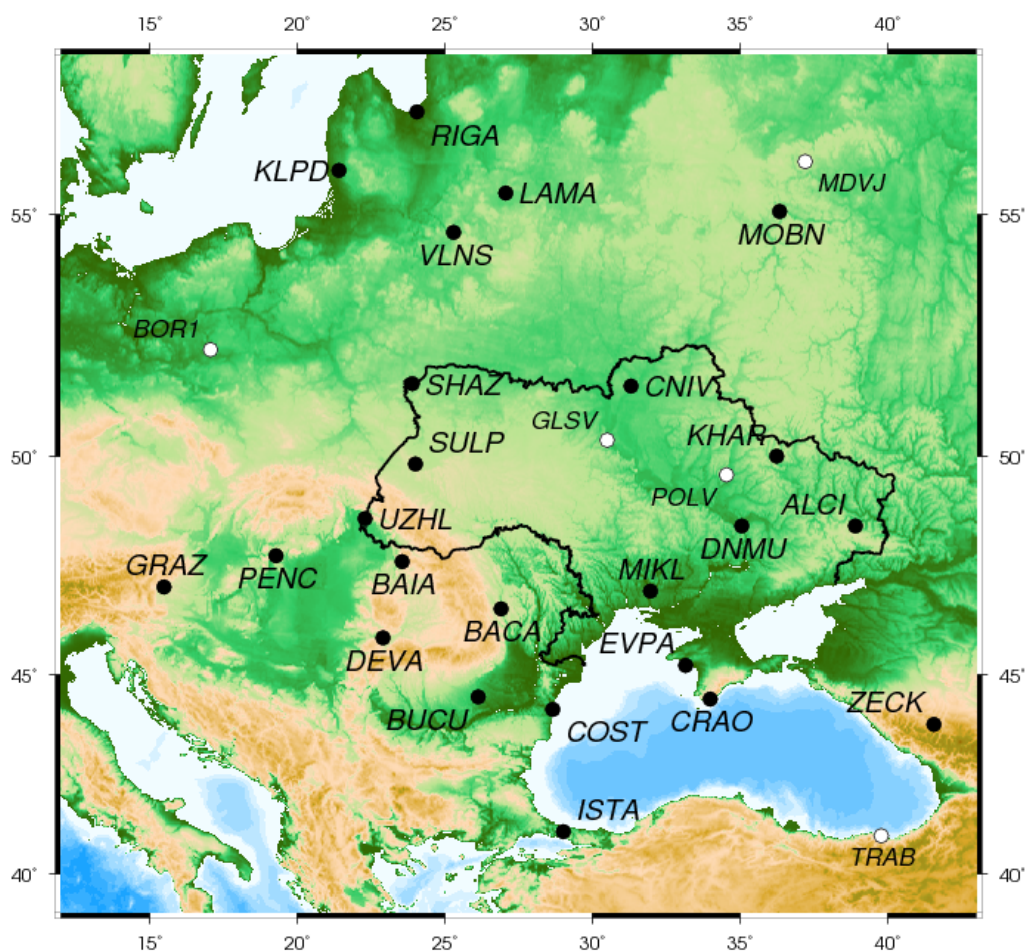 15° 20° 25° 30° 35° 40°
RIGA
KLPD
MDVJ
LAMA
55° 55°
MOBN
VLNS
BOR1
SHAZ
CNIV
GLSV
KHAR
SULP
50° 50°
POLV
ALCI
UZHL
DNMU
GRAZ
PENC
BAIA
MIKL
BACA
EVPA
DEVA
45° 45°
ZECK
BUCU
CRAO
COST
ISTA
TRAB
40° 40°
15° 20° 25° 30° 35° 40°